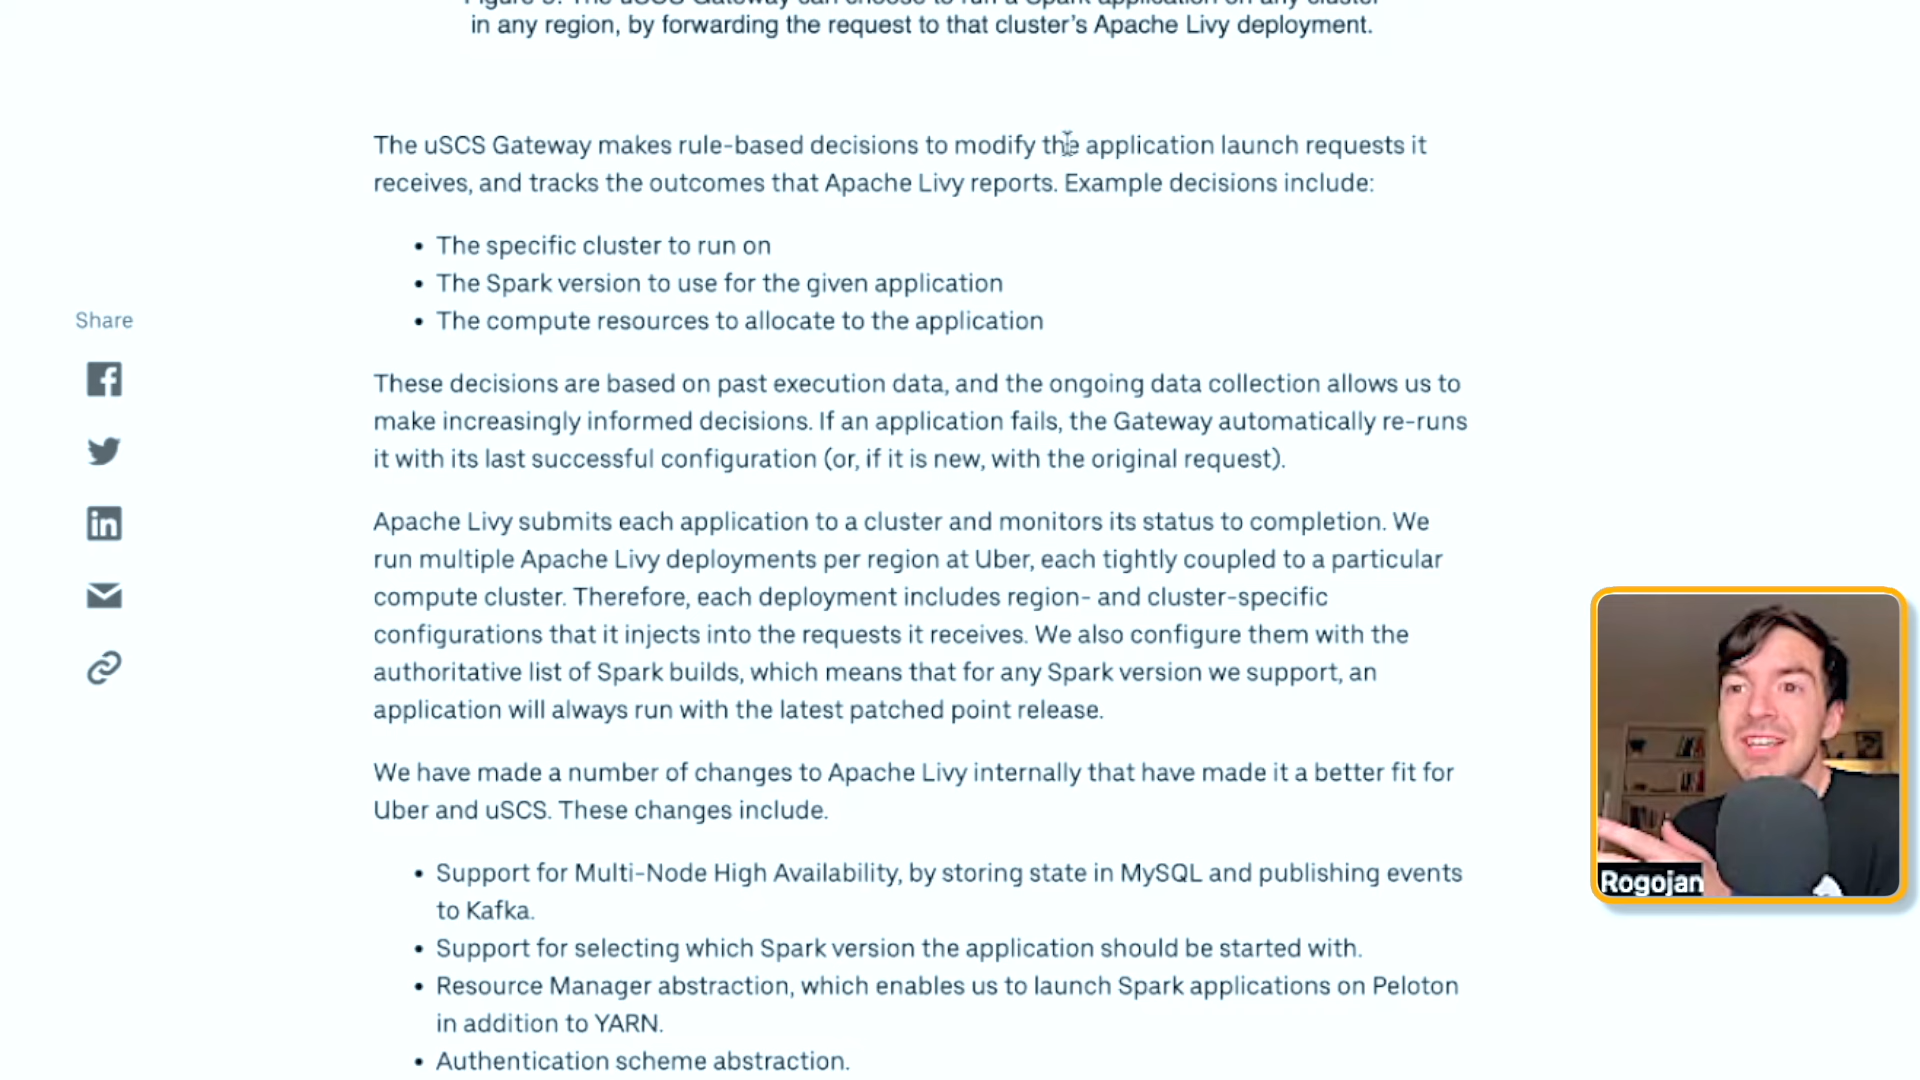 in any region, by forwarding the request to that cluster's Apache Livy deployment.
The uSCS Gateway makes rule-based decisions to modify the application launch requests it
receives, and tracks the outcomes that Apache Livy reports. Example decisions include:
• The specific cluster to run on
• The Spark version to use for the given application
• The compute resources to allocate to the application
These decisions are based on past execution data, and the ongoing data collection allows us to
make increasingly informed decisions. If an application fails, the Gateway automatically re-runs
it with its last successful configuration (or, if it is new, with the original request).
Apache Livy submits each application to a cluster and monitors its status to completion. We
run multiple Apache Livy deployments per region at Uber, each tightly coupled to a particular
compute cluster. Therefore, each deployment includes region- and cluster-specific
configurations that it injects into the requests it receives. We also configure them with the
authoritative list of Spark builds, which means that for any Spark version we support, an
application will always run with the latest patched point release.
We have made a number of changes to Apache Livy internally that have made it a better fit for
Uber and uSCS. These changes include.
• Support for Multi-Node High Availability, by storing state in MySQL and publishing events
to Kafka.
• Support for selecting which Spark version the application should be started with.
• Resource Manager abstraction, which enables us to launch Spark applications on Peloton
in addition to YARN.
• Authentication scheme abstraction.
Share
Rogojan